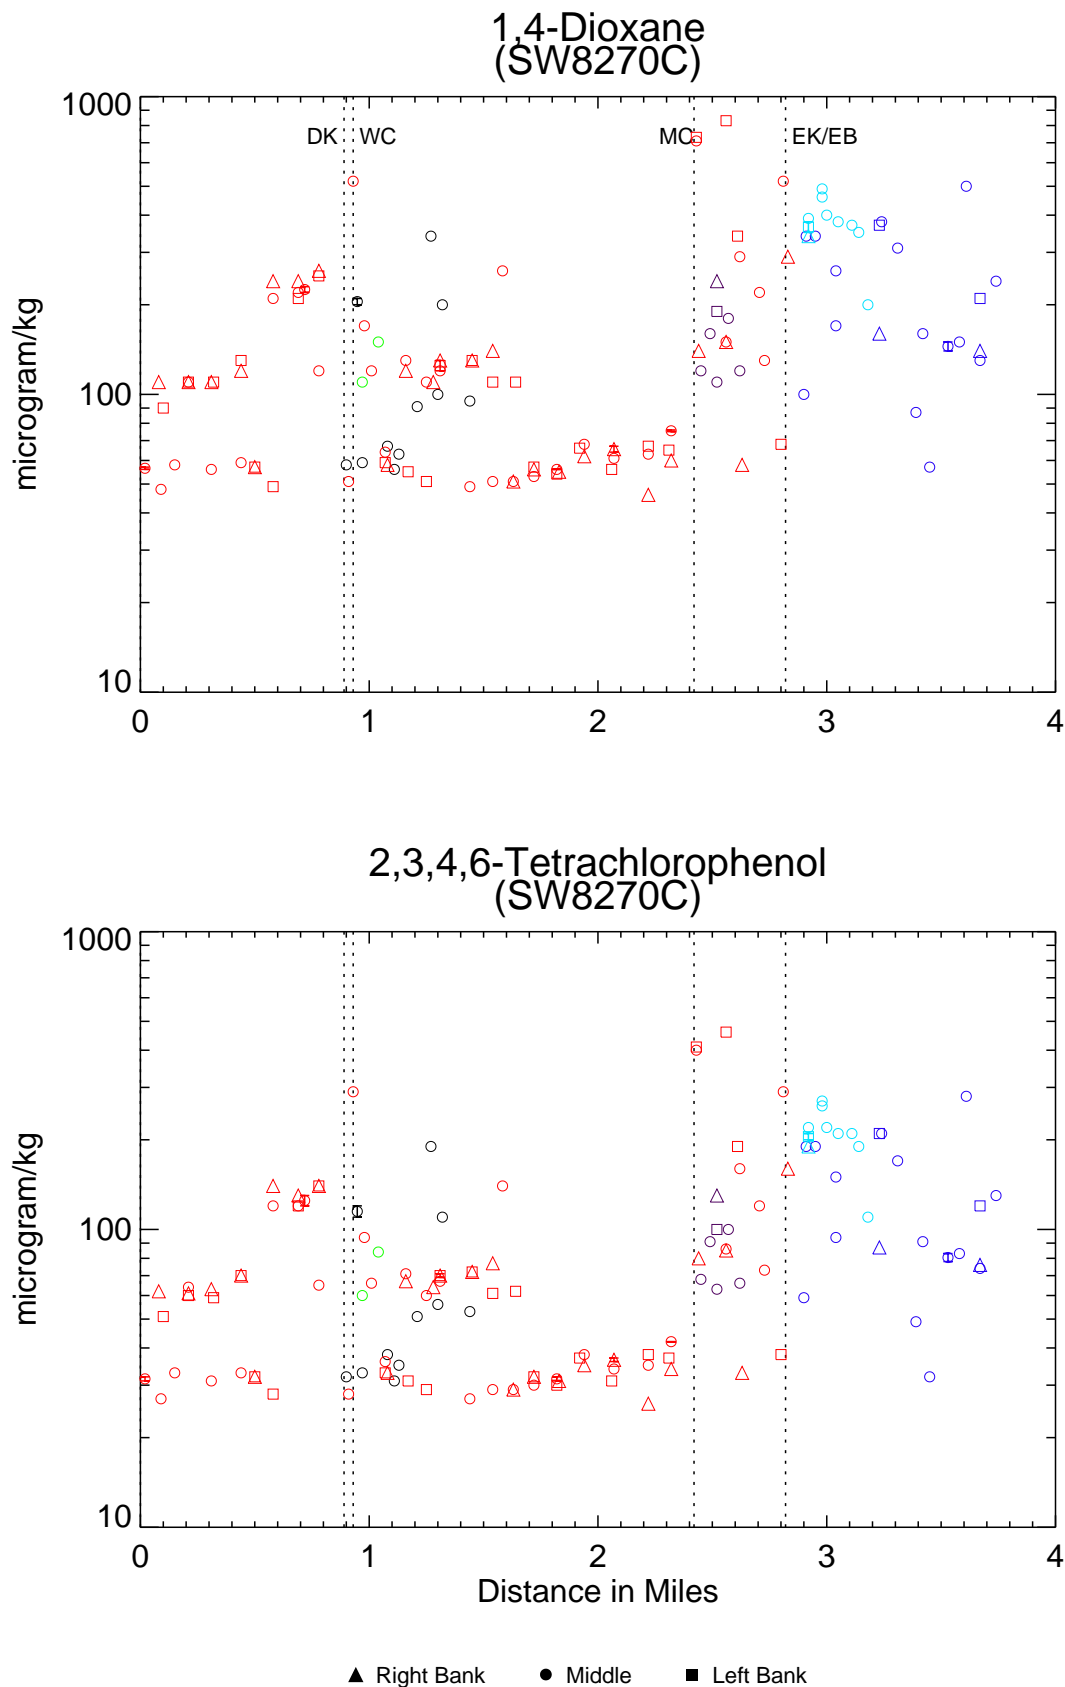 1,4-Dioxane
(SW8270C)
1000
DK WC MC EK/EB
microgram/kg
100
10
0 1 2 3 4
2,3,4,6-Tetrachlorophenol
(SW8270C)
1000
microgram/kg
100
10
0 1 2 3 4
Distance in Miles
Right Bank Middle Left Bank